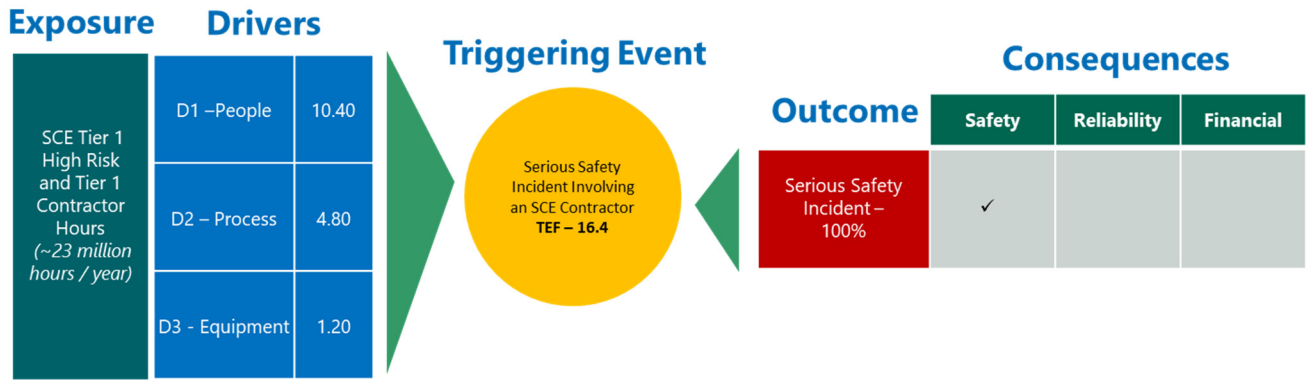 Exposure
SCE Tier 1
High Risk
and Tier 1
Contractor
Hours
(~23 million
hours / year)
Drivers
D1 –People 10.40
D2 – Process 4.80
D3 - Equipment 1.20
Triggering Event
Serious Safety
Incident Involving
an SCE Contractor
TEF – 16.4
Outcome
Serious Safety
Incident –
100%
Consequences
Safety Reliability Financial
✓